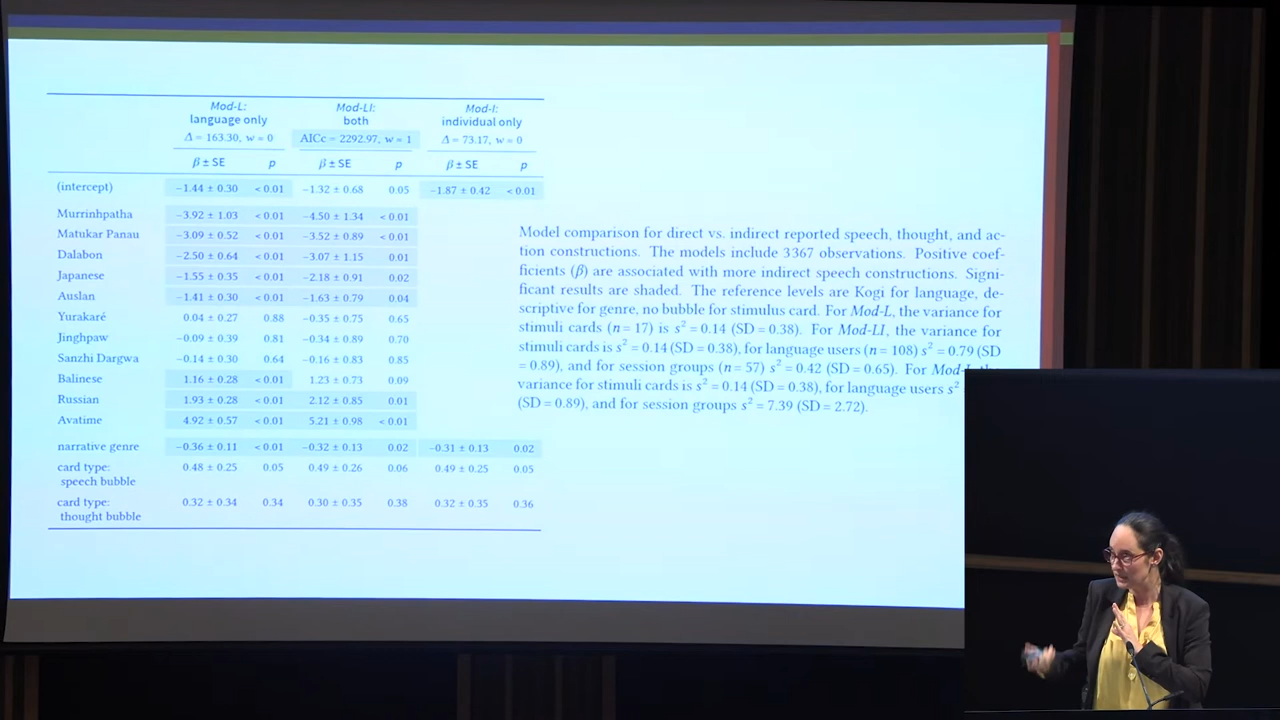 Mod-L: Mod-LI: Mod-I:
language only both individual only
Δ = 163.30, w ≈ 0 AICc = 2292.97, w ≈ 1 Δ = 73.17, w ≈ 0
β ± SE p β ± SE p β ± SE p
(intercept) −1.44 ± 0.30 < 0.01 −1.32 ± 0.68 0.05 −1.87 ± 0.42 < 0.01
Murrinhpatha −3.92 ± 1.03 < 0.01 −4.50 ± 1.34 < 0.01
Matukar Panau −3.09 ± 0.52 < 0.01 −3.52 ± 0.89 < 0.01
Dalabon −2.50 ± 0.64 < 0.01 −3.07 ± 1.15 0.01
Japanese −1.55 ± 0.35 < 0.01 −2.18 ± 0.91 0.02
Auslan −1.41 ± 0.30 < 0.01 −1.63 ± 0.79 0.04
Yurakaré 0.04 ± 0.27 0.88 −0.35 ± 0.75 0.65
Jinghpaw −0.09 ± 0.39 0.81 −0.34 ± 0.89 0.70
Sanzhi Dargwa −0.14 ± 0.30 0.64 −0.16 ± 0.83 0.85
Balinese 1.16 ± 0.28 < 0.01 1.23 ± 0.73 0.09
Russian 1.93 ± 0.28 < 0.01 2.12 ± 0.85 0.01
Avatime 4.92 ± 0.57 < 0.01 5.21 ± 0.98 < 0.01
narrative genre −0.36 ± 0.11 < 0.01 −0.32 ± 0.13 0.02 −0.31 ± 0.13 0.02
card type: 0.48 ± 0.25 0.05 0.49 ± 0.26 0.06 0.49 ± 0.25 0.05
speech bubble
card type: 0.32 ± 0.34 0.34 0.30 ± 0.35 0.38 0.32 ± 0.35 0.36
thought bubble
Model comparison for direct vs. indirect reported speech, thought, and ac-
tion constructions. The models include 3367 observations. Positive coef-
ficients (β) are associated with more indirect speech constructions. Signi-
ficant results are shaded. The reference levels are Kogi for language, de-
scriptive for genre, no bubble for stimulus card. For Mod-L, the variance for
stimuli cards (n = 17) is s² = 0.14 (SD = 0.38). For Mod-LI, the variance for
stimuli cards is s² = 0.14 (SD = 0.38), for language users (n = 108) s² = 0.79 (SD
= 0.89), and for session groups (n = 57) s² = 0.42 (SD = 0.65). For
variance for stimuli cards is s² = 0.14 (SD = 0.38), for language users s²
(SD = 0.89), and for session groups s² = 7.39 (SD = 2.72).